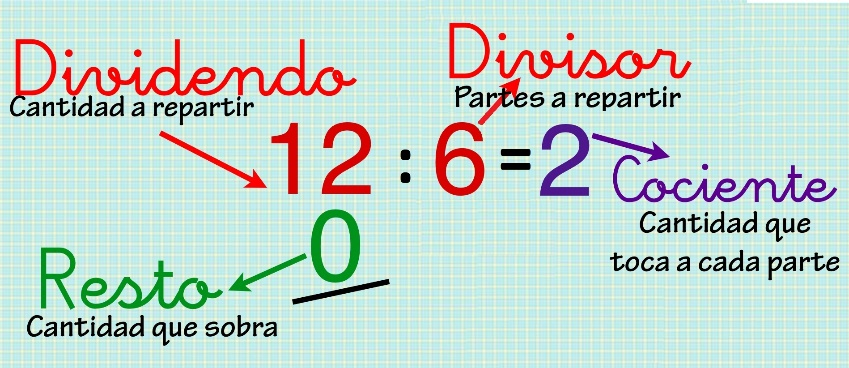 Dividendo
Cantidad a repartir
Divisor
Partes a repartir
12 : 6 = 2
Cociente
Cantidad que
toca a cada parte
0
Resto
Cantidad que sobra